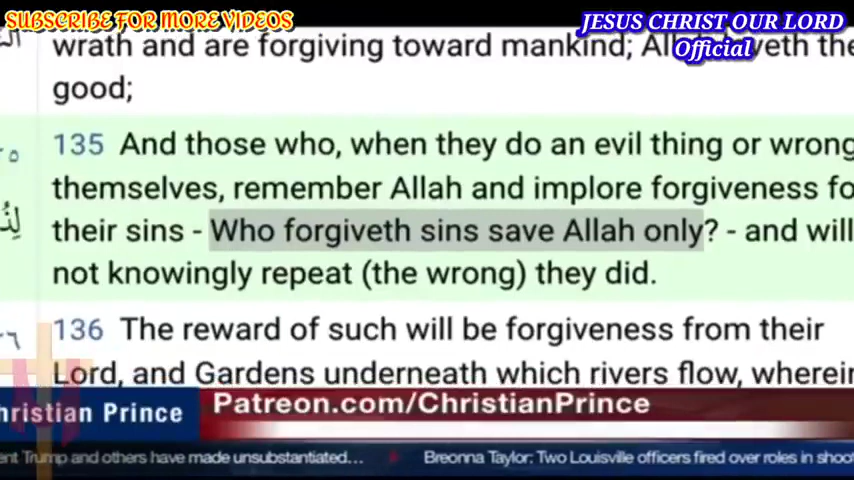 SUBSCRIBE FOR MORE VIDEOS
JESUS CHRIST OUR LORD
Official
wrath and are forgiving toward mankind; the
good;
135 And those who, when they do an evil thing or wrong
themselves, remember Allah and implore forgiveness fo
their sins - Who forgiveth sins save Allah only? - and will
not knowingly repeat (the wrong) they did.
136 The reward of such will be forgiveness from their
Lord, and Gardens underneath which rivers flow, wherein
hristian Prince
Patreon.com/ChristianPrince
ent Trump and others have made unsubstantiated... Breonna Taylor: Two Louisville officers fired over roles in shoo